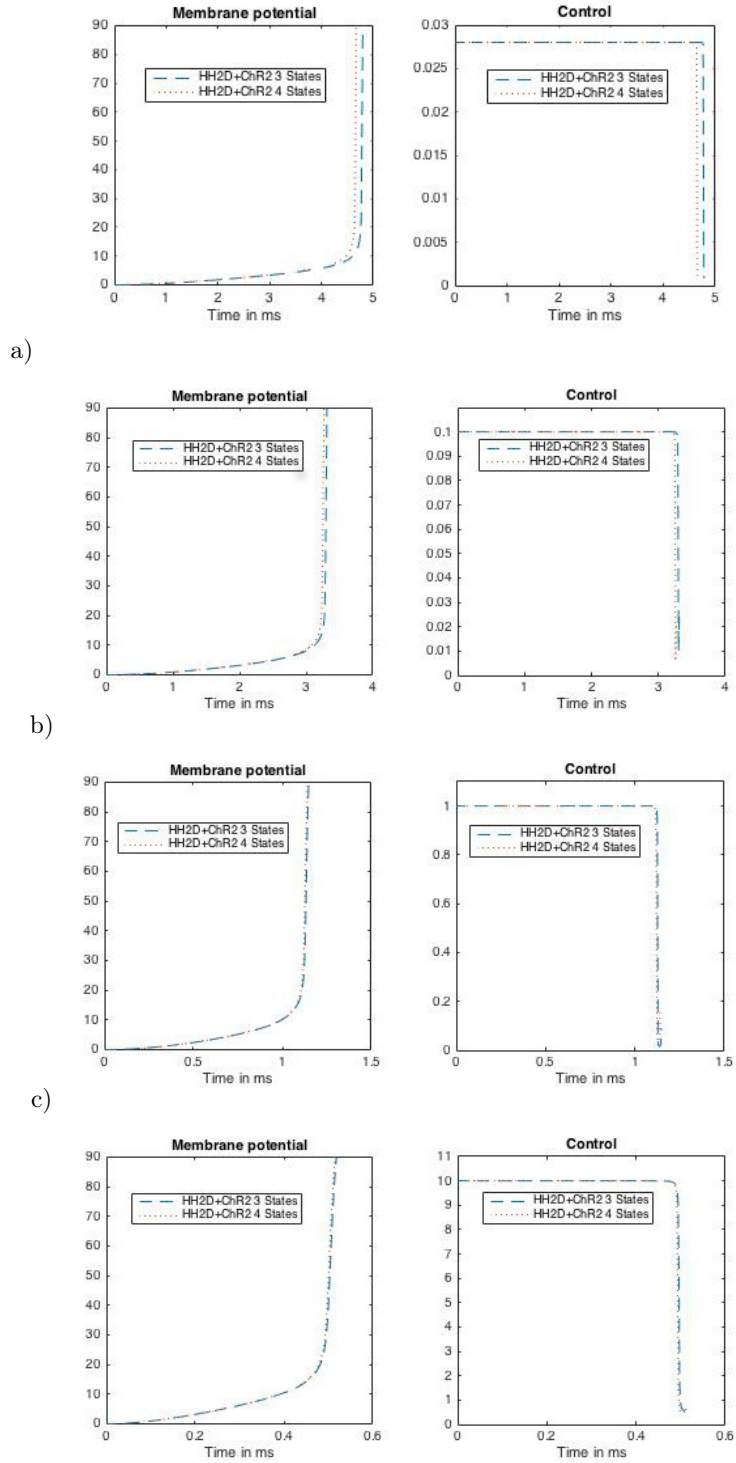 Membrane potential
90
80
70
60
50
40
30
20
10
0
HH2D+ChR2 3 States
HH2D+ChR2 4 States
0 1 2 3 4 5
Time in ms
Control
0.03
0.025
0.02
0.015
0.01
0.005
0
HH2D+ChR2 3 States
HH2D+ChR2 4 States
0 1 2 3 4 5
Time in ms
a)
Membrane potential
90
80
70
60
50
40
30
20
10
0
HH2D+ChR2 3 States
HH2D+ChR2 4 States
0 1 2 3 4
Time in ms
Control
0.1
0.09
0.08
0.07
0.06
0.05
0.04
0.03
0.02
0.01
0
HH2D+ChR2 3 States
HH2D+ChR2 4 States
0 1 2 3 4
Time in ms
b)
Membrane potential
90
80
70
60
50
40
30
20
10
0
HH2D+ChR2 3 States
HH2D+ChR2 4 States
0 0.5 1 1.5
Time in ms
Control
1
0.8
0.6
0.4
0.2
0
HH2D+ChR2 3 States
HH2D+ChR2 4 States
0 0.5 1 1.5
Time in ms
c)
Membrane potential
90
80
70
60
50
40
30
20
10
0
HH2D+ChR2 3 States
HH2D+ChR2 4 States
0 0.2 0.4 0.6
Time in ms
Control
11
10
9
8
7
6
5
4
3
2
1
0
HH2D+ChR2 3 States
HH2D+ChR2 4 States
0 0.2 0.4 0.6
Time in ms